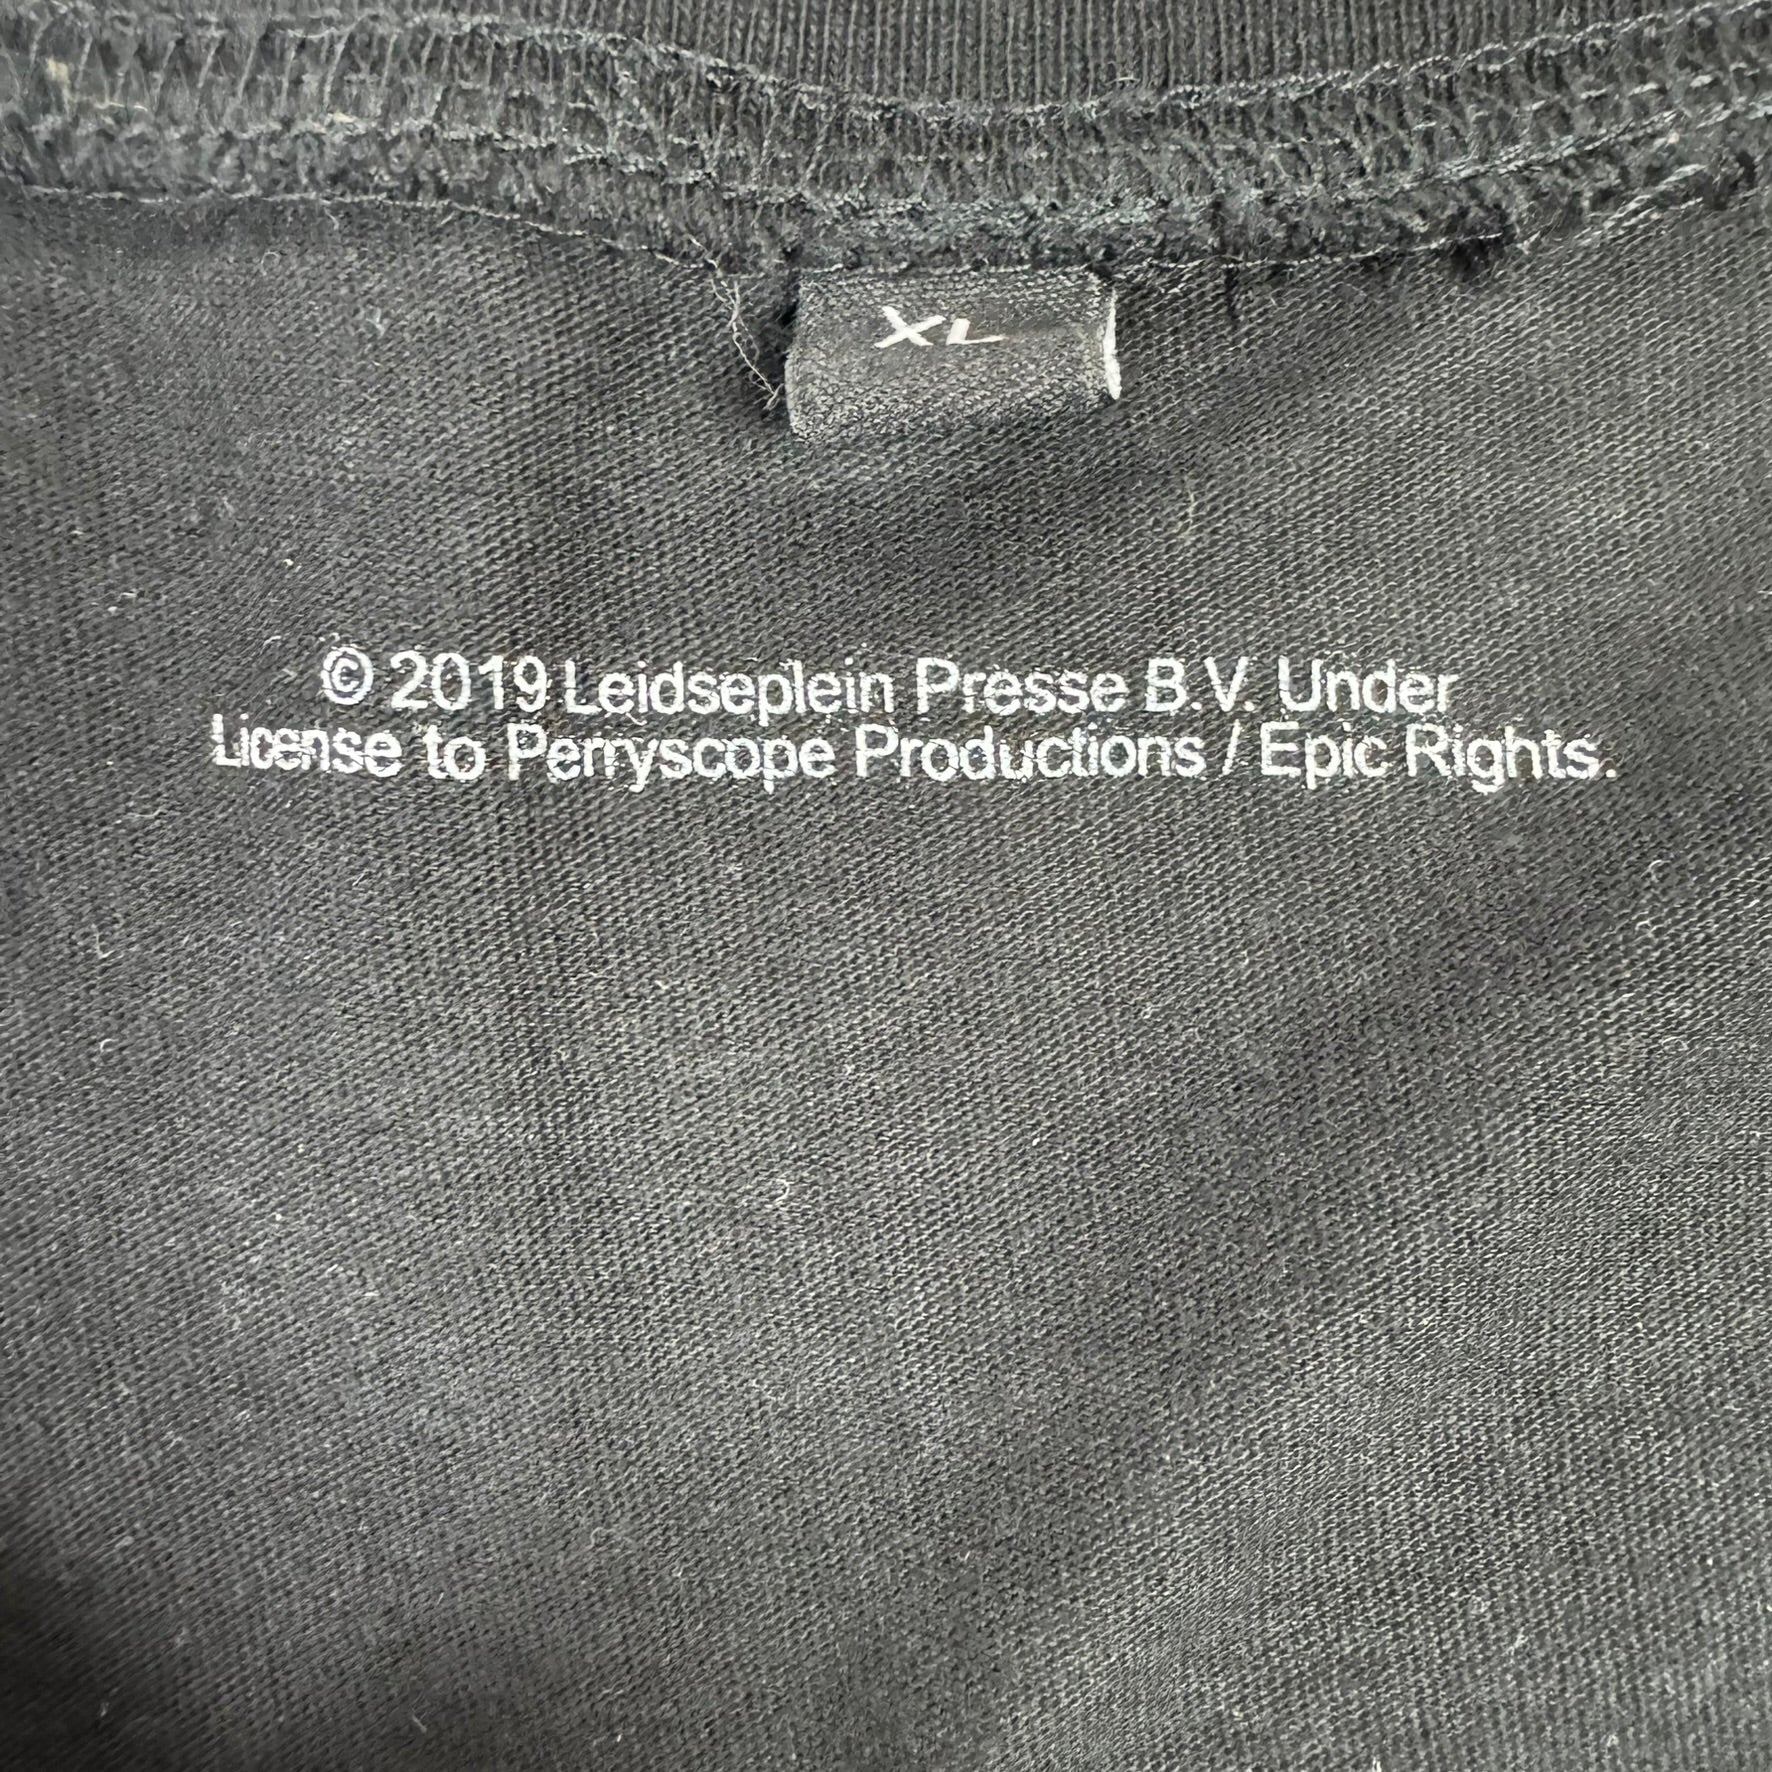 XL
© 2019 Leidseplein Presse B.V. Under
License to Perryscope Productions / Epic Rights.